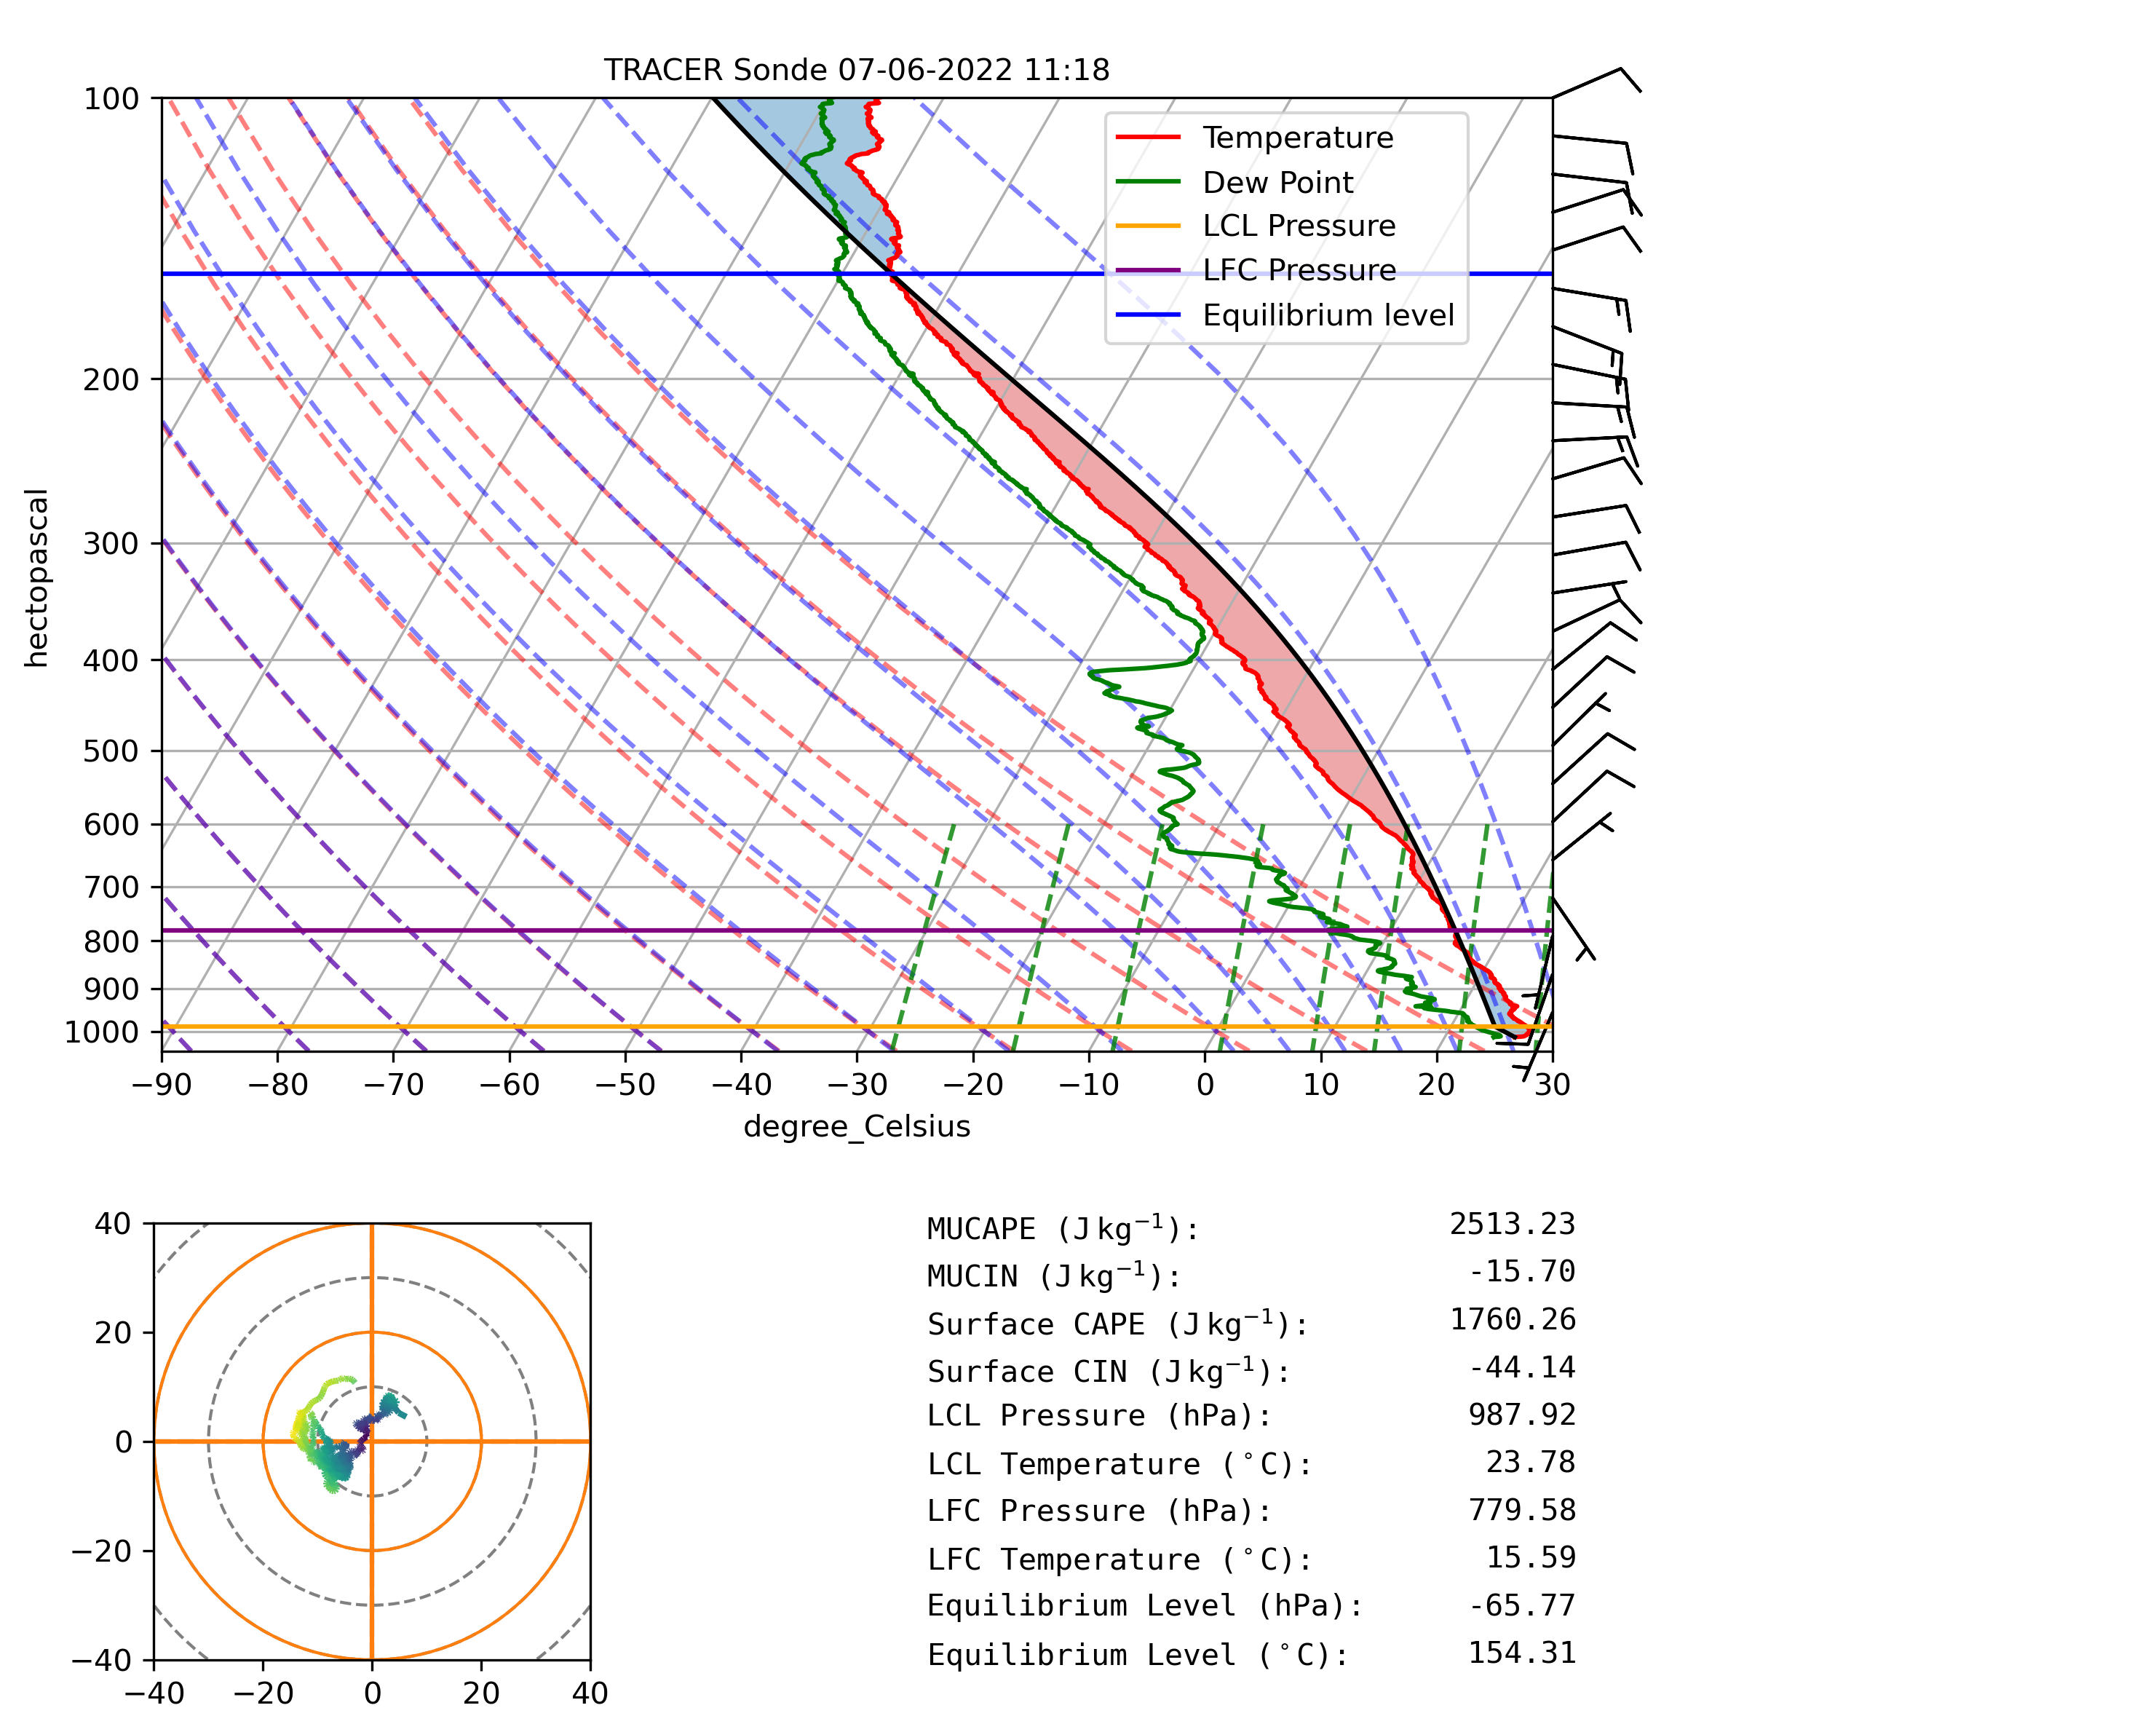 TRACER Sonde 07-06-2022 11:18
100
200
300
400
500
600
700
800
900
1000
hectopascal
Temperature
Dew Point
LCL Pressure
LFC Pressure
Equilibrium level
−90 −80 −70 −60 −50 −40 −30 −20 −10 0 10 20 30
degree_Celsius
40
20
0
−20
−40
−40 −20 0 20 40
MUCAPE (J kg⁻¹): 2513.23
MUCIN (J kg⁻¹): -15.70
Surface CAPE (J kg⁻¹): 1760.26
Surface CIN (J kg⁻¹): -44.14
LCL Pressure (hPa): 987.92
LCL Temperature (°C): 23.78
LFC Pressure (hPa): 779.58
LFC Temperature (°C): 15.59
Equilibrium Level (hPa): -65.77
Equilibrium Level (°C): 154.31